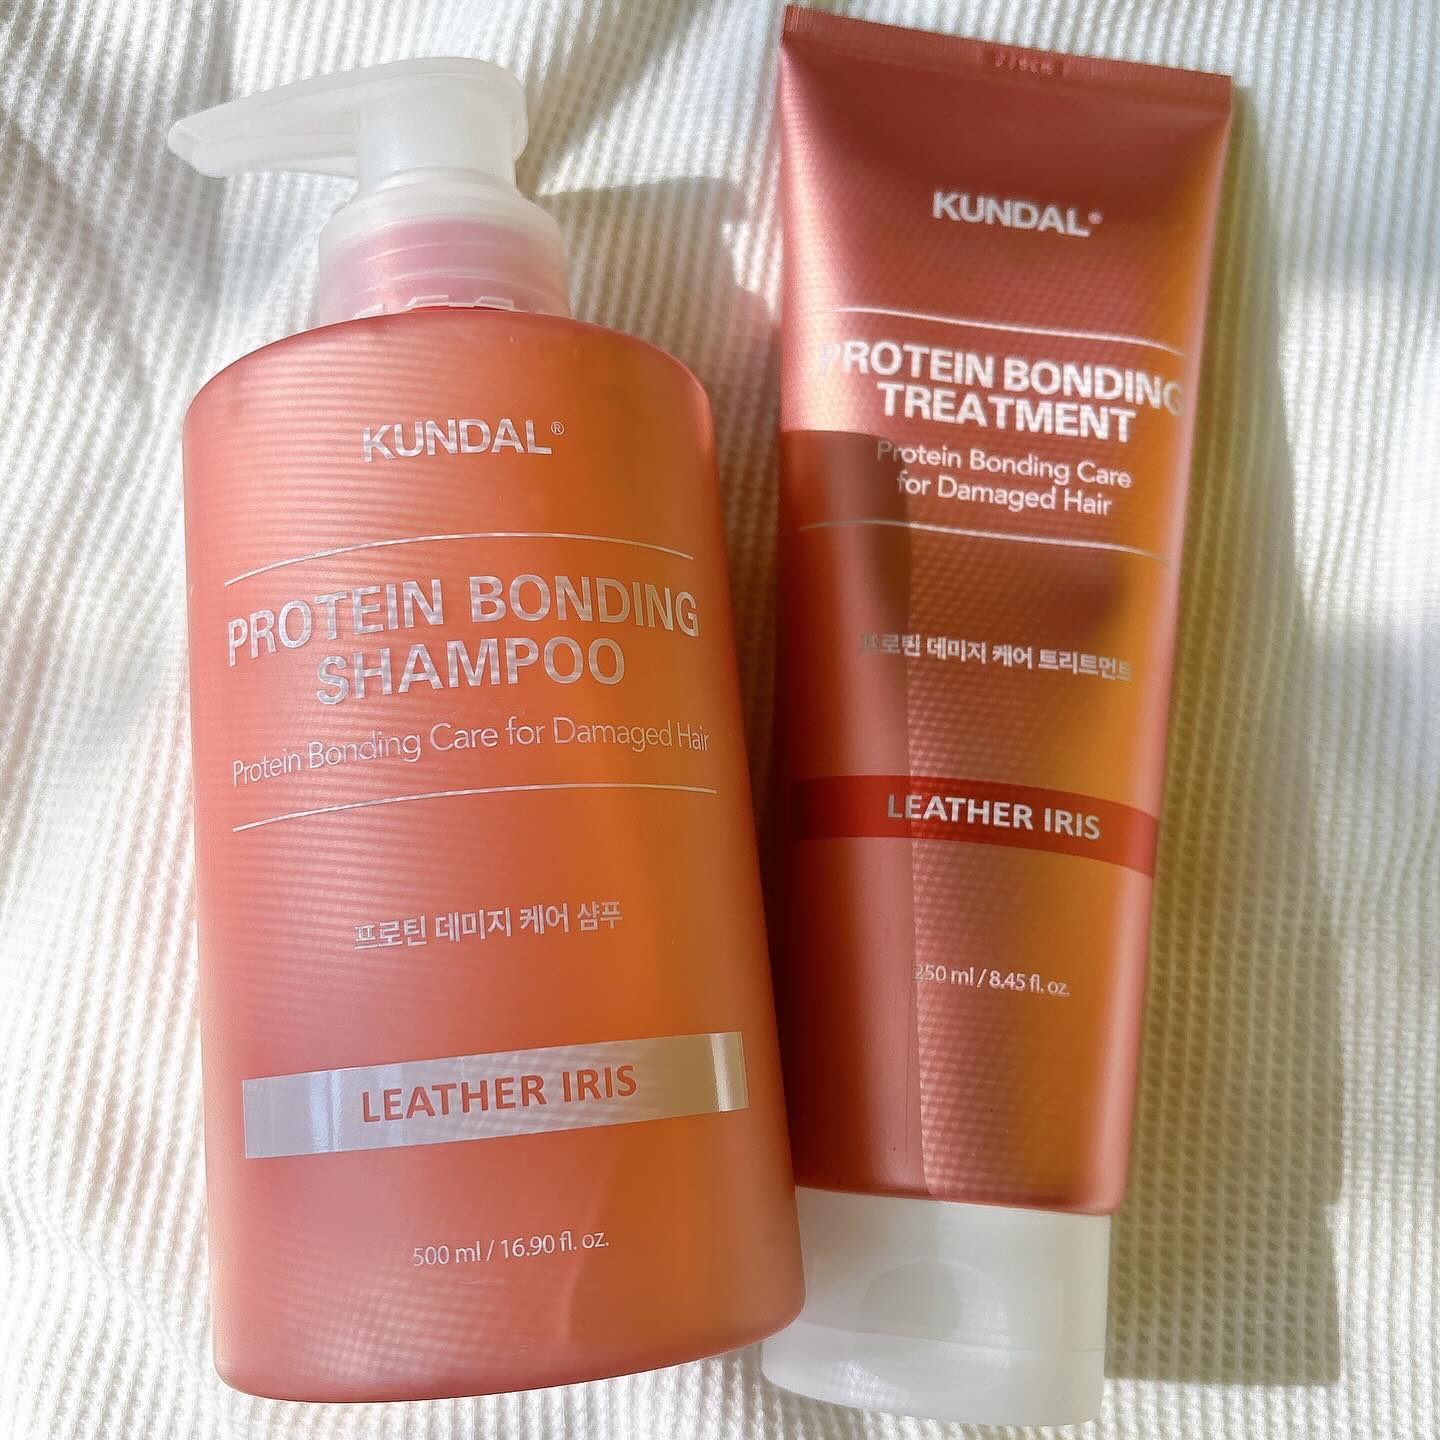 KUNDAL®
PROTEIN BONDING
SHAMPOO
Protein Bonding Care for Damaged Hair
프로틴 데미지 케어 샴푸
LEATHER IRIS
500 ml / 16.90 fl. oz.
KUNDAL®
PROTEIN BONDING
TREATMENT
Protein Bonding Care
for Damaged Hair
프로틴 데미지 케어 트리트먼트
LEATHER IRIS
250 ml / 8.45 fl. oz.